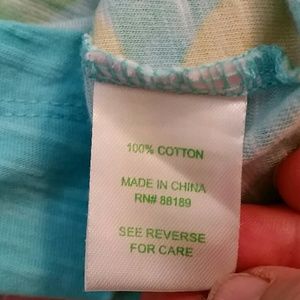 100% COTTON
MADE IN CHINA
RN# 88189
SEE REVERSE
FOR CARE